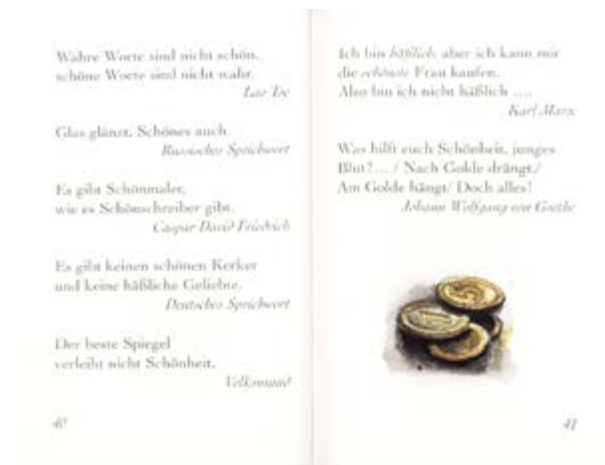 Wahre Worte sind nicht schön,
schöne Worte sind nicht wahr.
Lao Tse
Glas glänzt, Schönes auch
Russisches Sprichwort
Es gibt Schönmaler,
wie es Schönschreiber gibt.
Caspar David Friedrich
Es gibt keinen schönen Kerker
und keine häßliche Geliebte.
Deutsches Sprichwort
Der beste Spiegel
verleiht nicht Schönheit.
Volksmund
40
Ich bin häßlich, aber ich kann mir
die schönste Frau kaufen.
Also bin ich nicht häßlich ....
Karl Marx
Was hilft euch Schönheit, junges
Blut?... / Nach Golde drängt,/
Am Golde hängt/ Doch alles!
Johann Wolfgang von Goethe
41